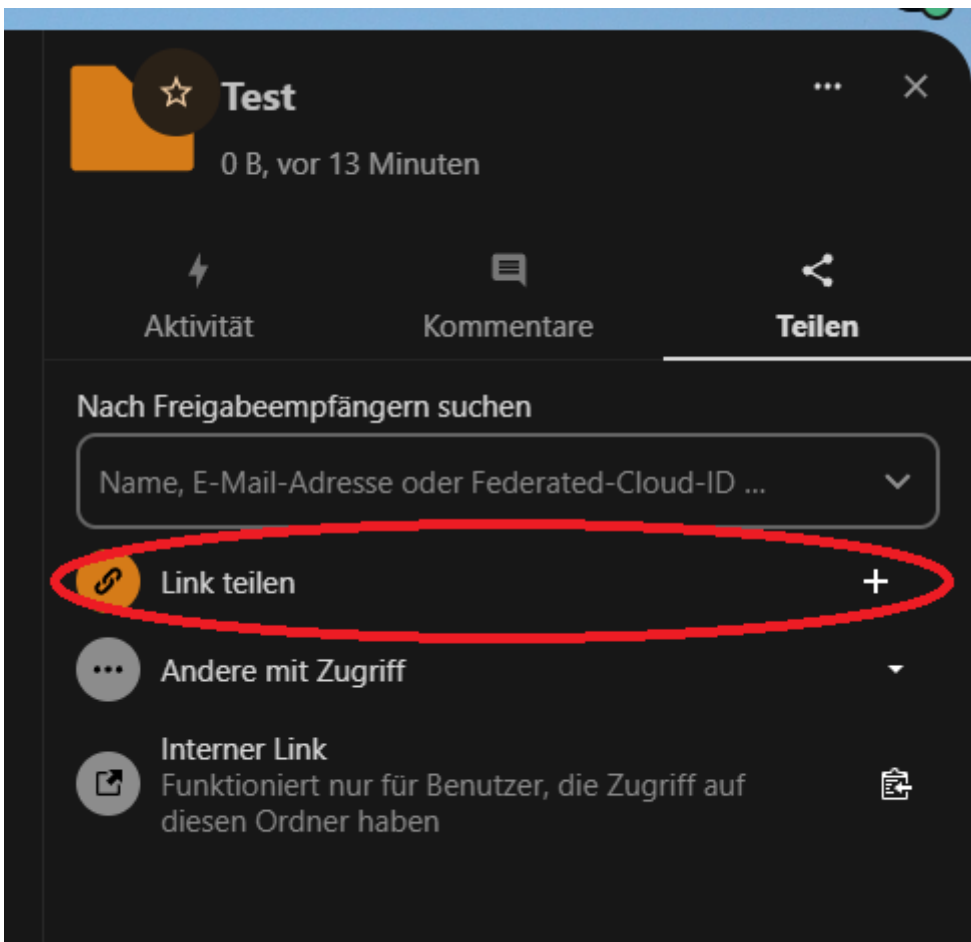 Test
0 B, vor 13 Minuten
Aktivität
Kommentare
Teilen
Nach Freigabeempfängern suchen
Name, E-Mail-Adresse oder Federated-Cloud-ID ...
Link teilen
Andere mit Zugriff
Interner Link
Funktioniert nur für Benutzer, die Zugriff auf
diesen Ordner haben